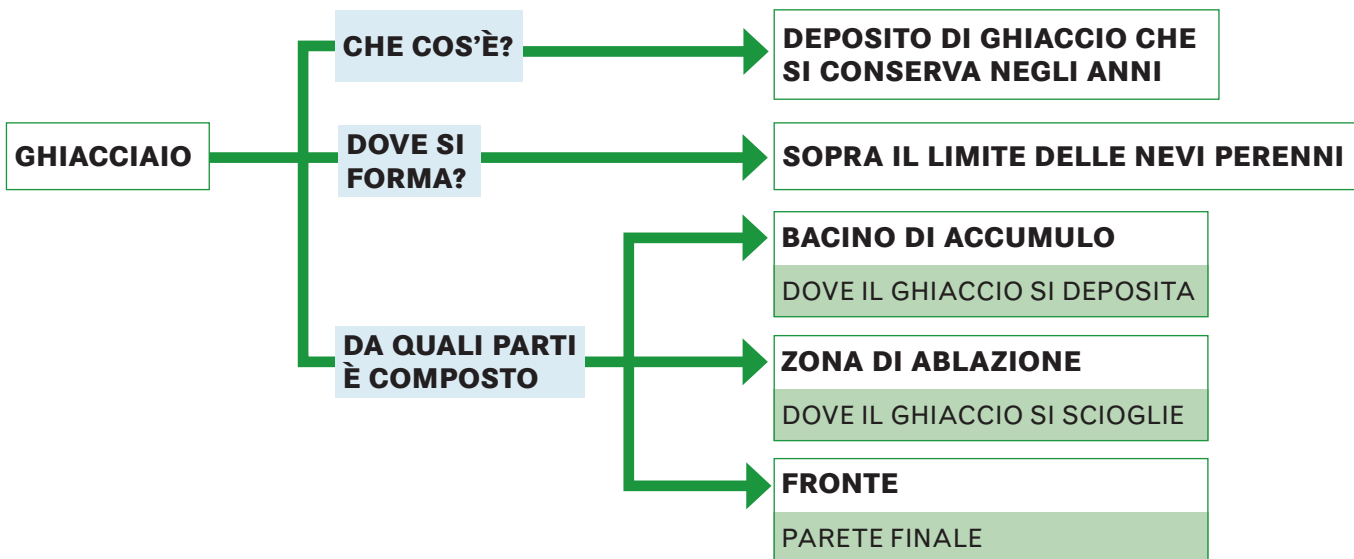 GHIACCIAIO
CHE COS'È?
DEPOSITO DI GHIACCIO CHE
SI CONSERVA NEGLI ANNI
DOVE SI
FORMA?
SOPRA IL LIMITE DELLE NEVI PERENNI
DA QUALI PARTI
È COMPOSTO
BACINO DI ACCUMULO
DOVE IL GHIACCIO SI DEPOSITA
ZONA DI ABLAZIONE
DOVE IL GHIACCIO SI SCIOGLIE
FRONTE
PARETE FINALE